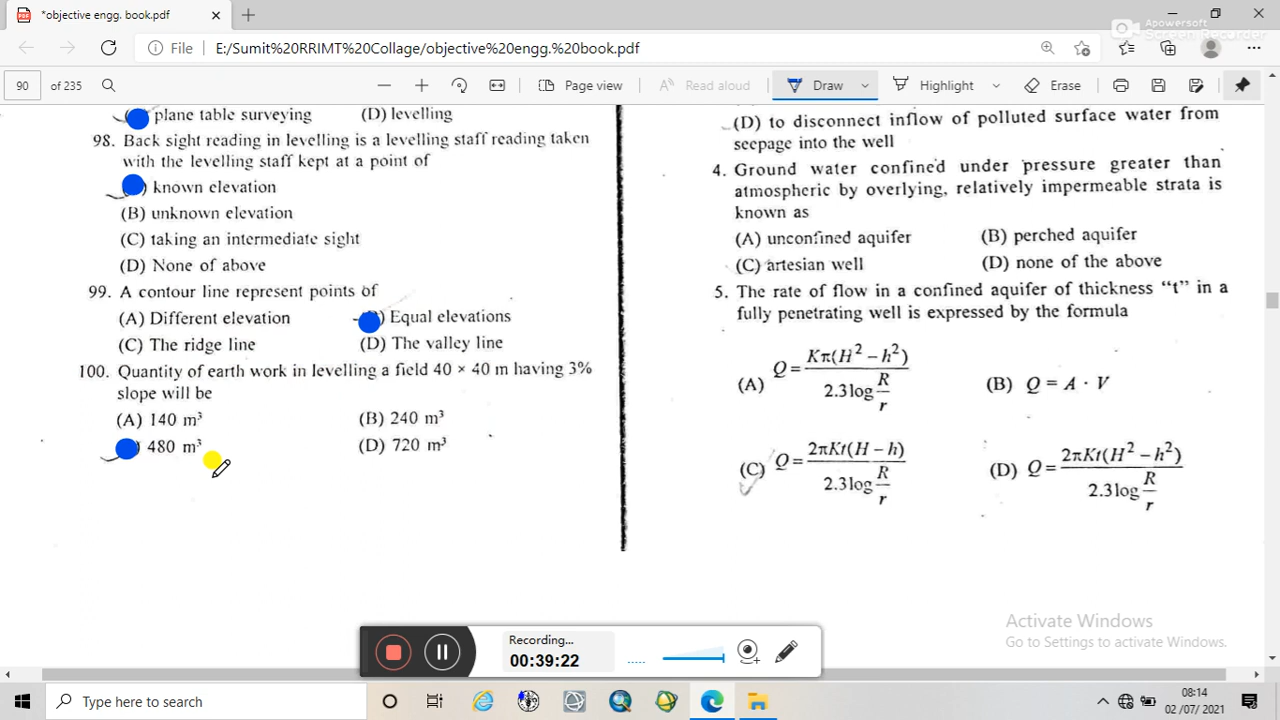 *objective engg. book.pdf
Apowersoft
Screen Recorder
File
E:/Sumit%20RRIMT%20Collage/objective%20engg.%20book.pdf
90 of 235
Page view
Read aloud
Draw
Highlight
Erase
plane table surveying (D) levelling
98. Back sight reading in levelling is a levelling staff reading taken
with the levelling staff kept at a point of
) known elevation
(B) unknown elevation
(C) taking an intermediate sight
(D) None of above
99. A contour line represent points of
(A) Different elevation ) Equal elevations
(C) The ridge line (D) The valley line
100. Quantity of earth work in levelling a field 40 × 40 m having 3%
slope will be
(A) 140 m³ (B) 240 m³
) 480 m³ (D) 720 m³
(D) to disconnect inflow of polluted surface water from
seepage into the well
4. Ground water confined under pressure greater than
atmospheric by overlying, relatively impermeable strata is
known as
(A) unconfined aquifer (B) perched aquifer
(C) artesian well (D) none of the above
5. The rate of flow in a confined aquifer of thickness “t” in a
fully penetrating well is expressed by the formula
(A) Q = Kπ(H² – h²) / 2.3 log R/r (B) Q = A · V
(C) Q = 2πKt(H – h) / 2.3 log R/r (D) Q = 2πKt(H² – h²) / 2.3 log R/r
Activate Windows
Go to Settings to activate Windows.
Recording...
00:39:22
Type here to search
08:14
02/07/2021